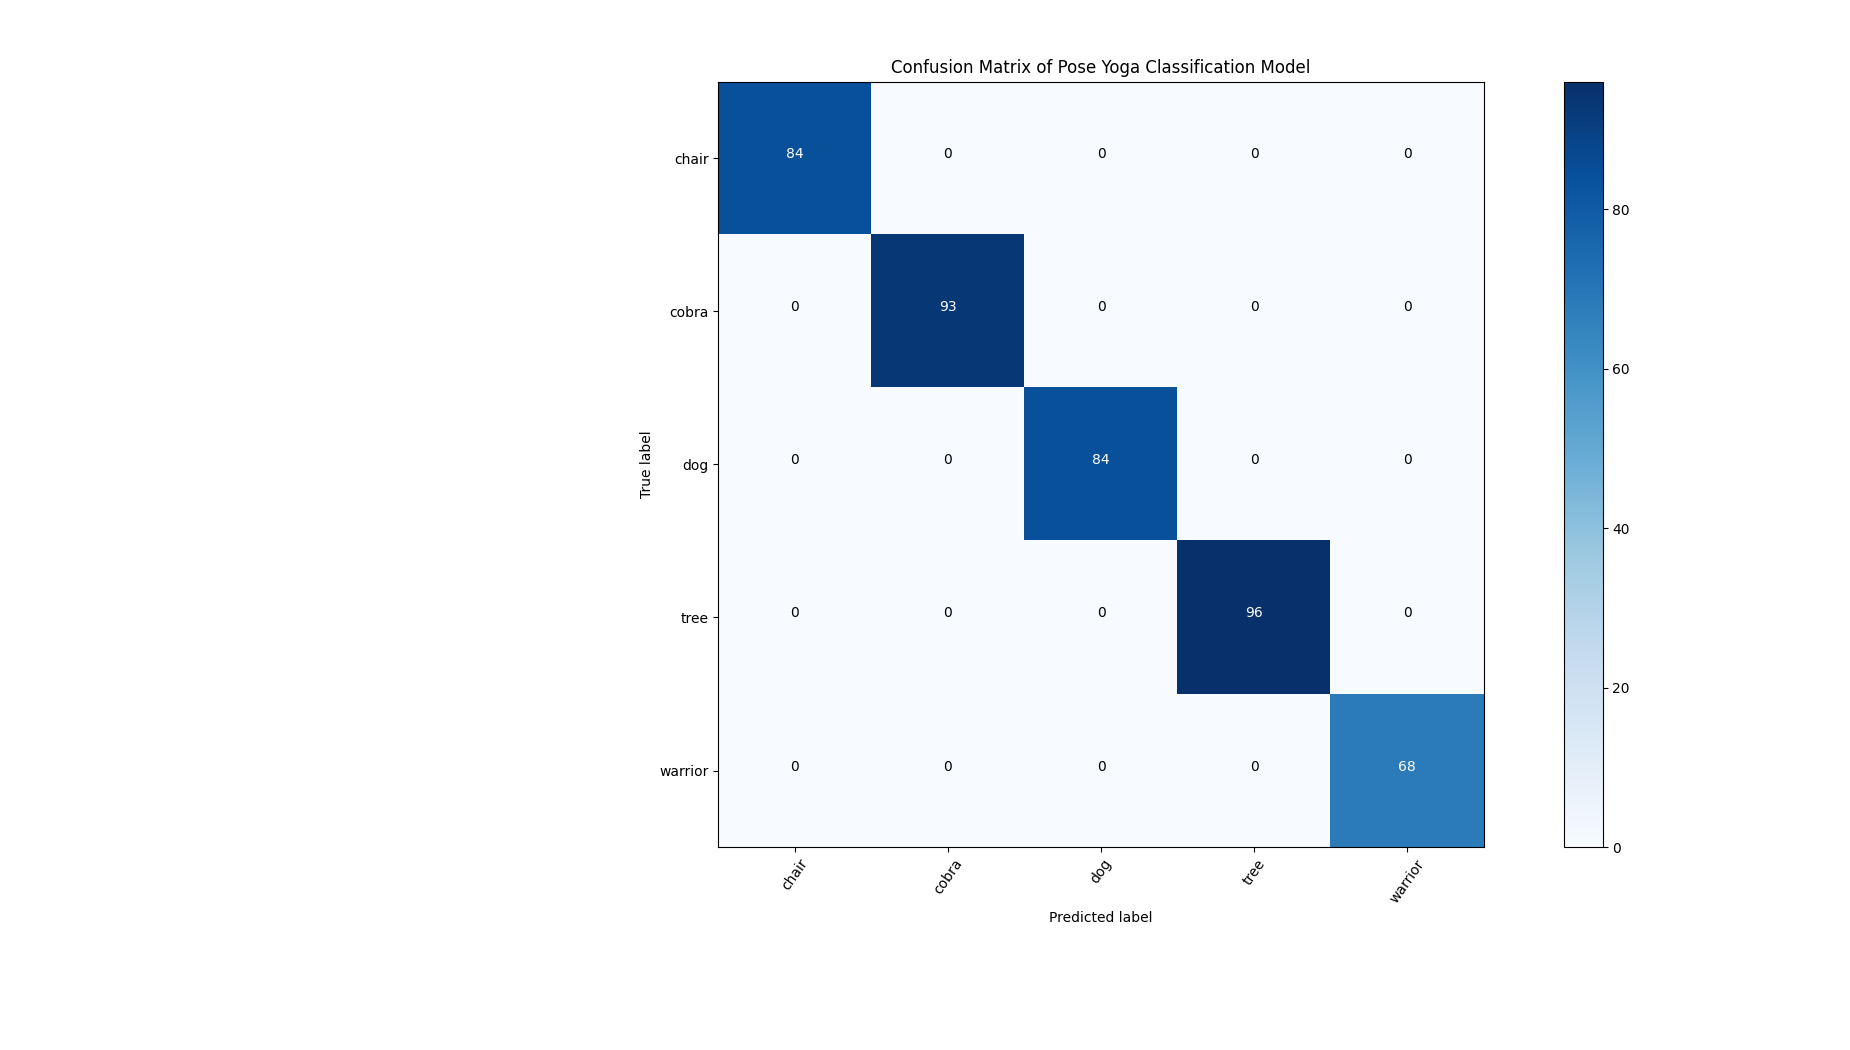 Confusion Matrix of Pose Yoga Classification Model
chair 84 0 0 0 0
cobra 0 93 0 0 0
dog 0 0 84 0 0
tree 0 0 0 96 0
warrior 0 0 0 0 68
True label
chair cobra dog tree warrior
Predicted label
80
60
40
20
0